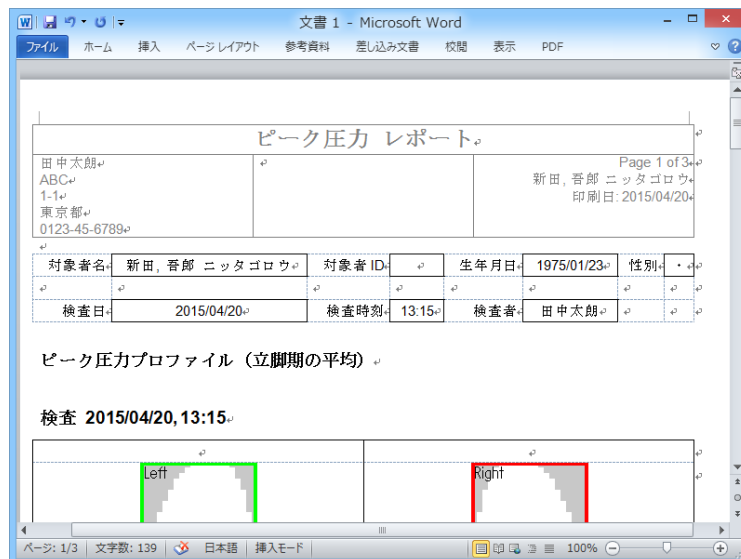 文書 1 - Microsoft Word
ファイル ホーム 挿入 ページ レイアウト 参考資料 差し込み文書 校閲 表示 PDF
ピーク圧力 レポート
田中太朗
ABC
1-1
東京都
0123-45-6789
Page 1 of 3
新田, 吾郎 ニッタゴロウ
印刷日: 2015/04/20
対象者名 新田, 吾郎 ニッタゴロウ 対象者 ID 生年月日 1975/01/23 性別 ・
検査日 2015/04/20 検査時刻 13:15 検査者 田中太朗
ピーク圧力プロファイル（立脚期の平均）
検査 2015/04/20, 13:15
Left
Right
ページ: 1/3 文字数: 139 日本語 挿入モード 100%